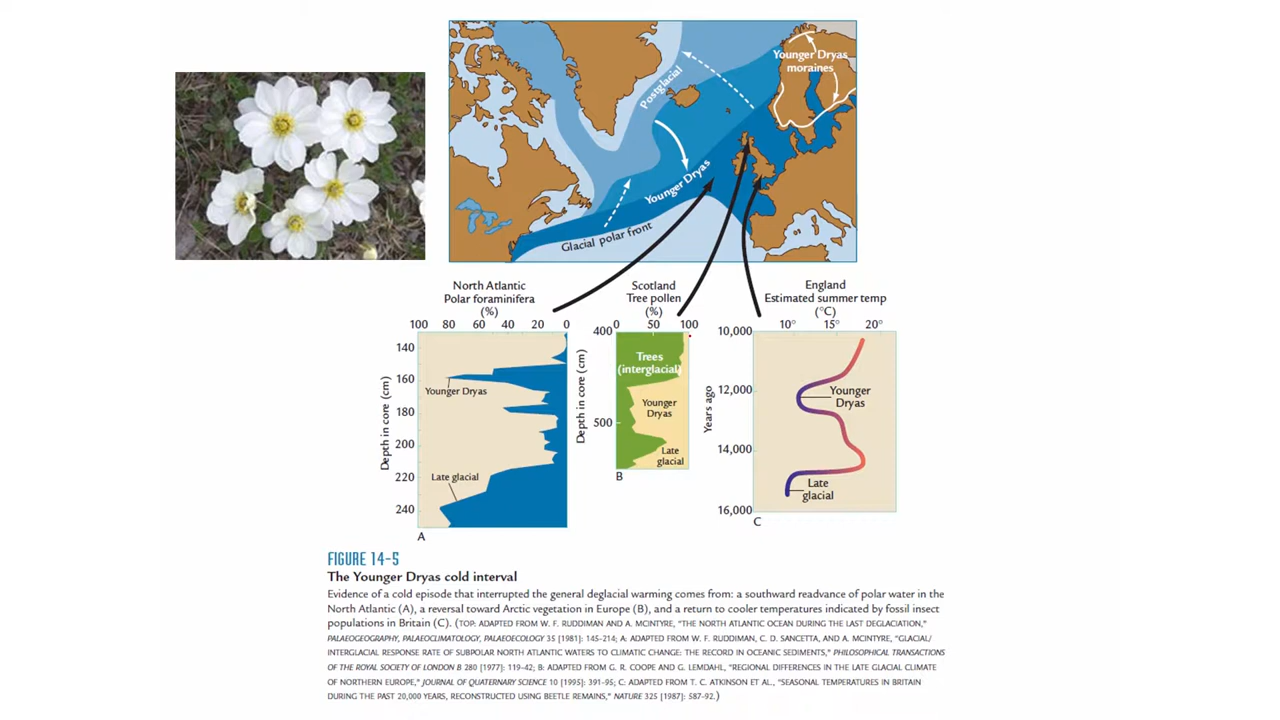 Younger Dryas
moraines
Postglacial
Younger Dryas
Glacial polar front
North Atlantic
Polar foraminifera
(%)
100 80 60 40 20 0
Depth in core (cm)
140
160
180
200
220
240
Younger Dryas
Late glacial
A
Scotland
Tree pollen
(%)
0 50 100
Depth in core (cm)
400
500
Trees
(interglacial)
Younger
Dryas
Late
glacial
B
England
Estimated summer temp
(°C)
10° 15° 20°
Years ago
10,000
12,000
14,000
16,000
Younger
Dryas
Late
glacial
C
FIGURE 14-5
The Younger Dryas cold interval
Evidence of a cold episode that interrupted the general deglacial warming comes from: a southward readvance of polar water in the
North Atlantic (A), a reversal toward Arctic vegetation in Europe (B), and a return to cooler temperatures indicated by fossil insect
populations in Britain (C). (TOP: ADAPTED FROM W. F. RUDDIMAN AND A. MCINTYRE, "THE NORTH ATLANTIC OCEAN DURING THE LAST DEGLACIATION,"
PALAEOGEOGRAPHY, PALAEOCLIMATOLOGY, PALAEOECOLOGY 35 [1981]: 145-214; A: ADAPTED FROM W. F. RUDDIMAN, C. D. SANCETTA, AND A. MCINTYRE, "GLACIAL/
INTERGLACIAL RESPONSE RATE OF SUBPOLAR NORTH ATLANTIC WATERS TO CLIMATIC CHANGE: THE RECORD IN OCEANIC SEDIMENTS," PHILOSOPHICAL TRANSACTIONS
OF THE ROYAL SOCIETY OF LONDON B 280 [1977]: 119-42; B: ADAPTED FROM G. R. COOPE AND G. LEMDAHL, "REGIONAL DIFFERENCES IN THE LATE GLACIAL CLIMATE
OF NORTHERN EUROPE," JOURNAL OF QUATERNARY SCIENCE 10 [1995]: 391-95; C: ADAPTED FROM T. C. ATKINSON ET AL., "SEASONAL TEMPERATURES IN BRITAIN
DURING THE PAST 20,000 YEARS, RECONSTRUCTED USING BEETLE REMAINS," NATURE 325 [1987]: 587-92.)